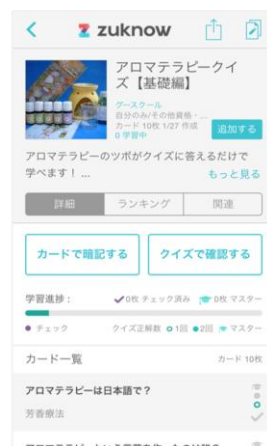 zuknow
アロマテラピークイ
ズ【基礎編】
グースクール
自分のみ/その他資格・...
カード 10枚 1/27 作成
0 学習中
追加する
アロマテラピーのツボがクイズに答えるだけで
学べます! ...
もっと見る
詳細 ランキング 関連
カードで暗記する クイズで確認する
学習進捗: 0枚 チェック済み 0枚 マスター
チェック クイズ正解数 1回 2回 マスター
カード一覧 カード 10枚
アロマテラピーは日本語で?
芳香療法